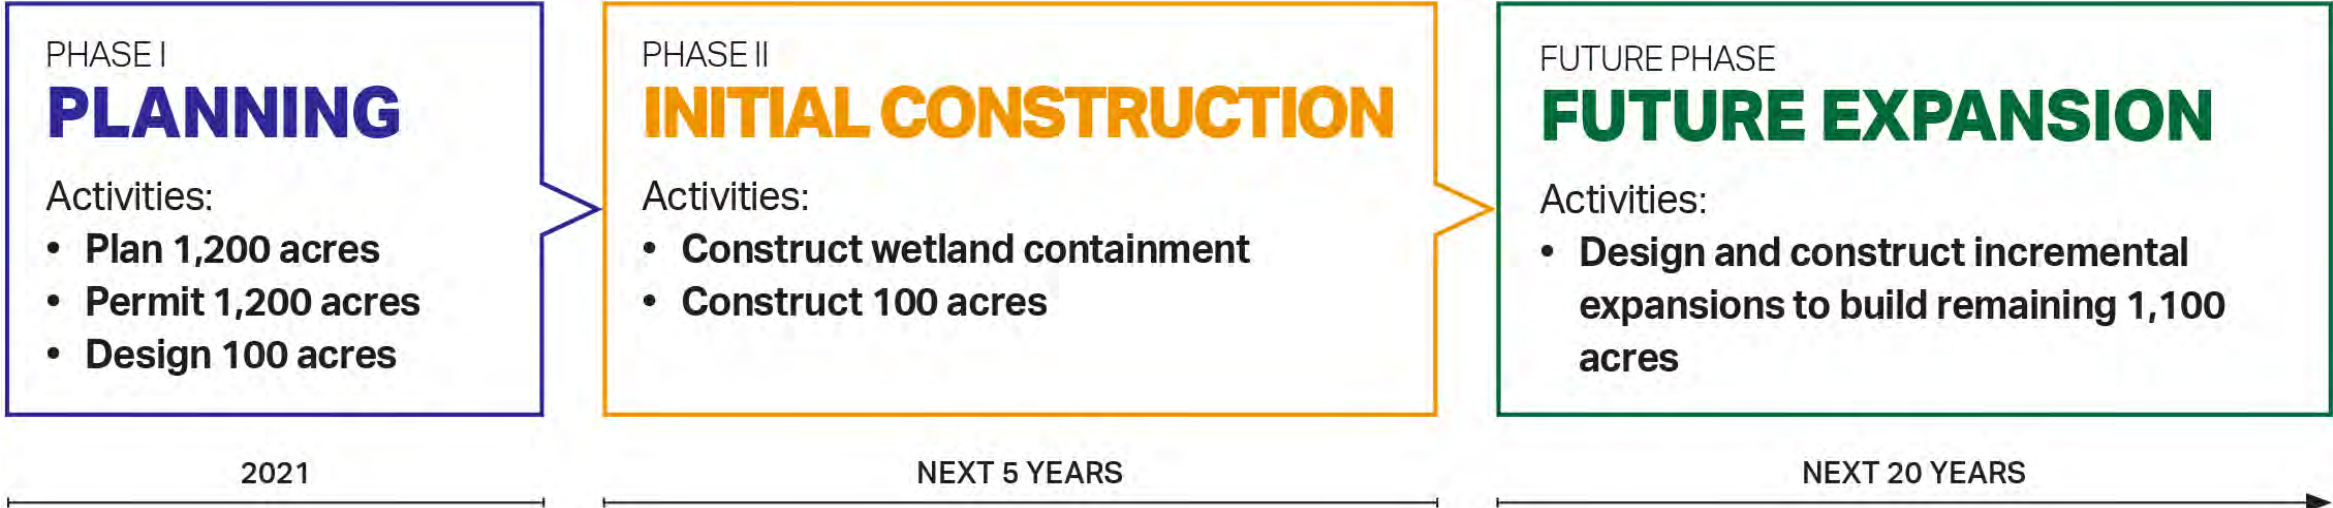 PHASE I
PLANNING
Activities:
• Plan 1,200 acres
• Permit 1,200 acres
• Design 100 acres
2021
PHASE II
INITIAL CONSTRUCTION
Activities:
• Construct wetland containment
• Construct 100 acres
NEXT 5 YEARS
FUTURE PHASE
FUTURE EXPANSION
Activities:
• Design and construct incremental
expansions to build remaining 1,100
acres
NEXT 20 YEARS